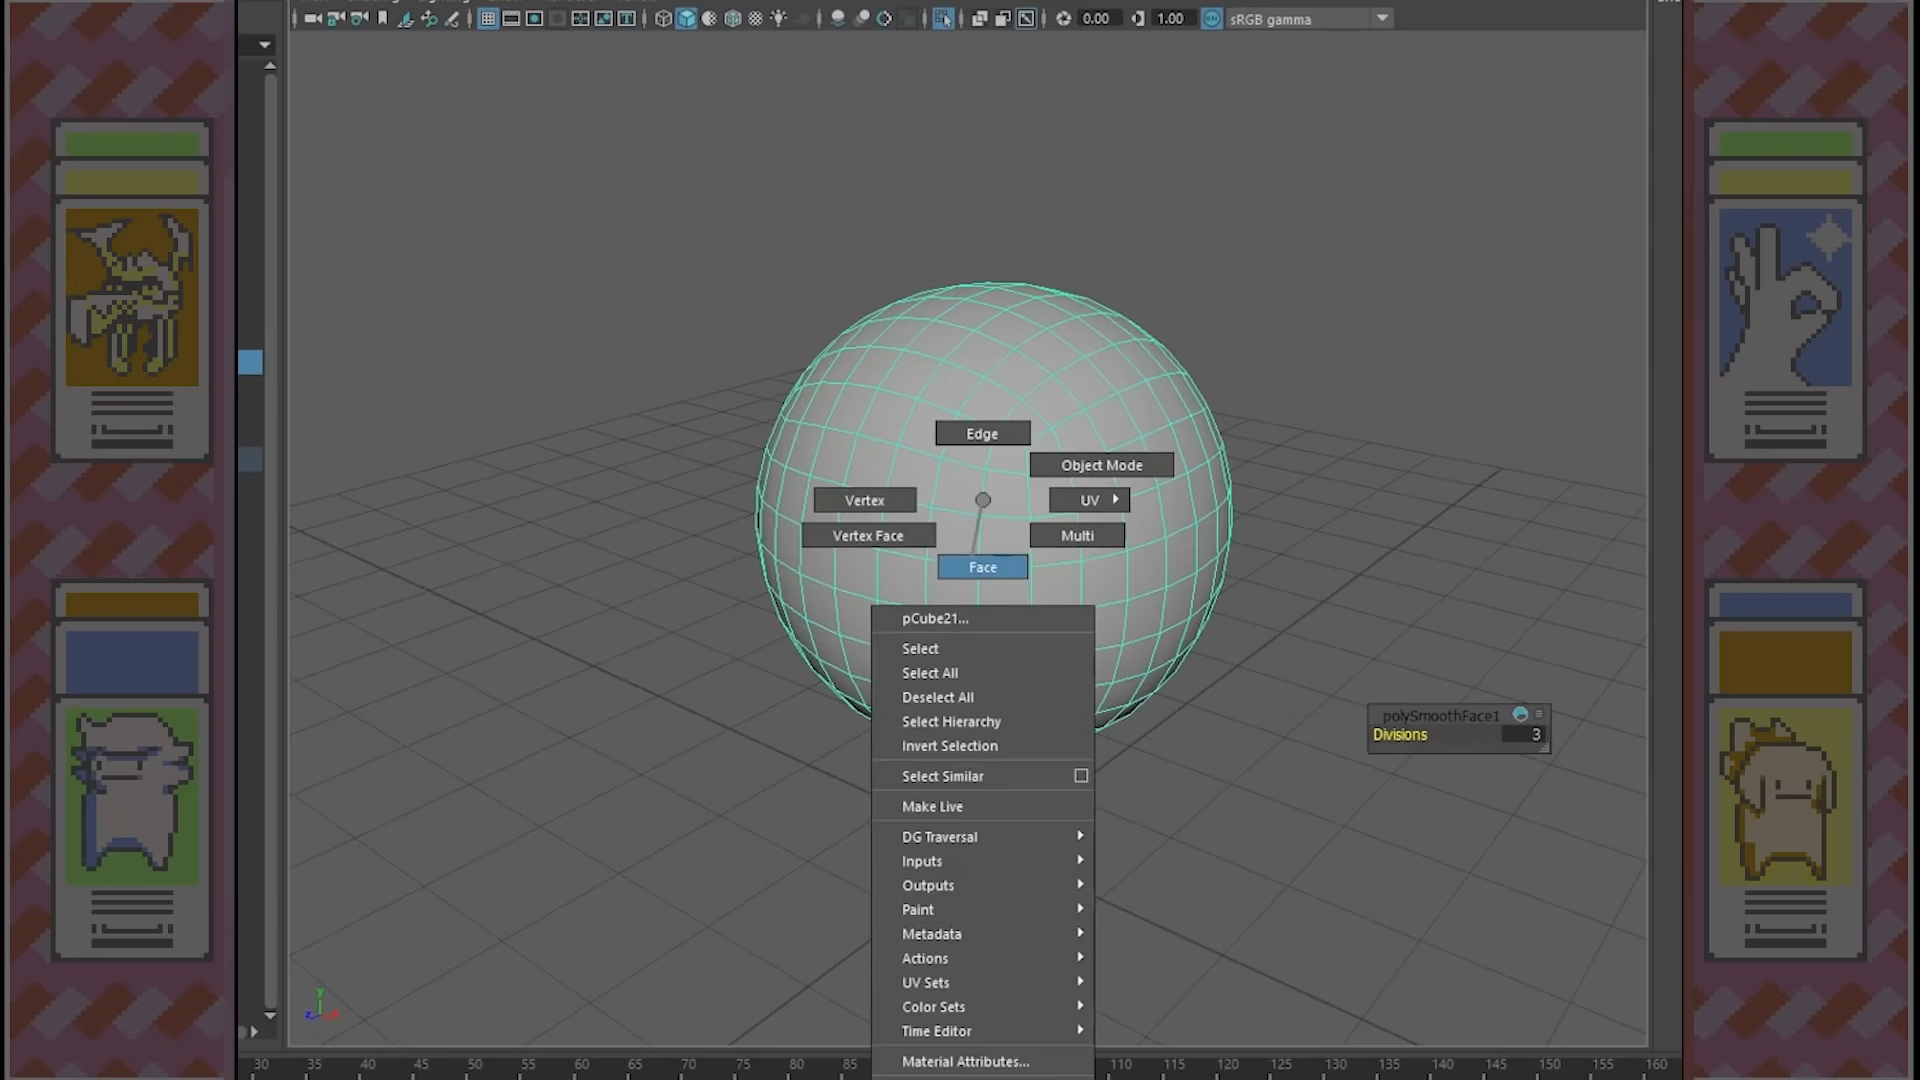 0.00
1.00
ON
sRGB gamma
Edge
Object Mode
Vertex
UV
Vertex Face
Multi
Face
pCube21...
Select
Select All
Deselect All
Select Hierarchy
Invert Selection
Select Similar
Make Live
DG Traversal
Inputs
Outputs
Paint
Metadata
Actions
UV Sets
Color Sets
Time Editor
Material Attributes...
polySmoothFace1
Divisions 3
y
z
30 35 40 45 50 55 60 65 70 75 80 85 110 115 120 125 130 135 140 145 150 155 160